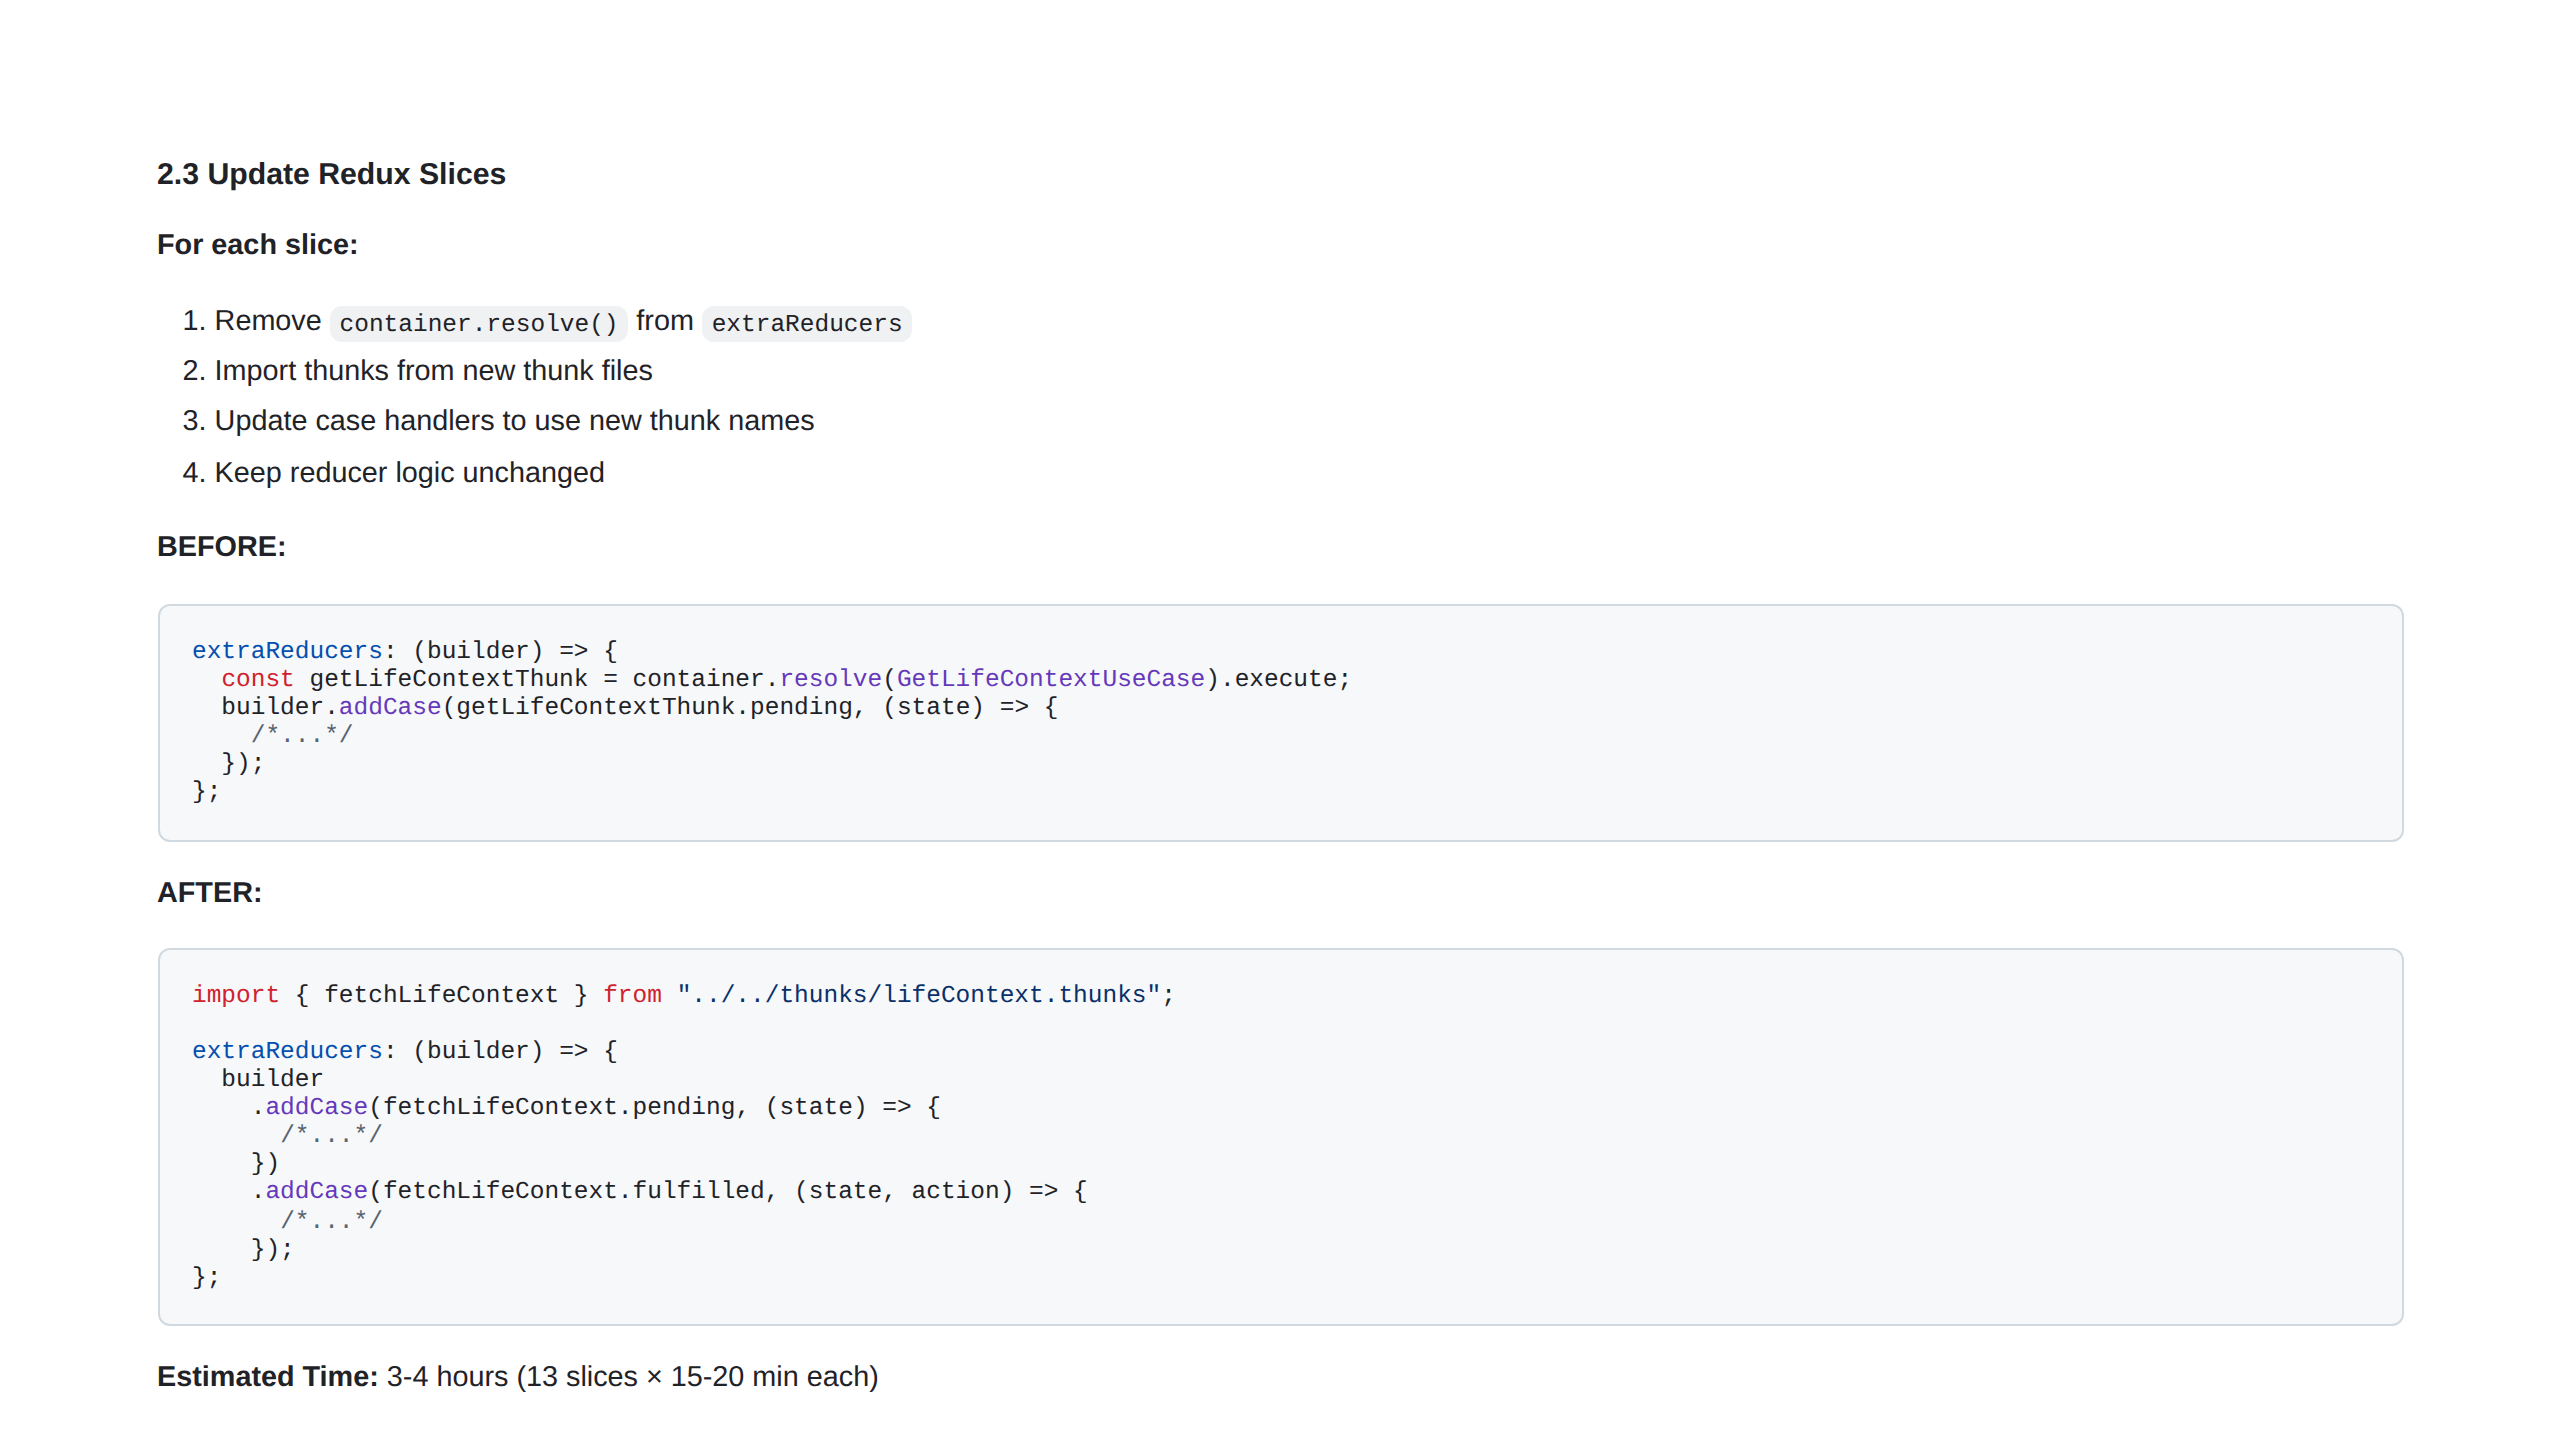 2.3 Update Redux Slices
For each slice:
1. Remove container.resolve() from extraReducers
2. Import thunks from new thunk files
3. Update case handlers to use new thunk names
4. Keep reducer logic unchanged
BEFORE:
extraReducers: (builder) => {
  const getLifeContextThunk = container.resolve(GetLifeContextUseCase).execute;
  builder.addCase(getLifeContextThunk.pending, (state) => {
    /*...*/
  });
};
AFTER:
import { fetchLifeContext } from "../../thunks/lifeContext.thunks";

extraReducers: (builder) => {
  builder
    .addCase(fetchLifeContext.pending, (state) => {
      /*...*/
    })
    .addCase(fetchLifeContext.fulfilled, (state, action) => {
      /*...*/
    });
};
Estimated Time: 3-4 hours (13 slices × 15-20 min each)